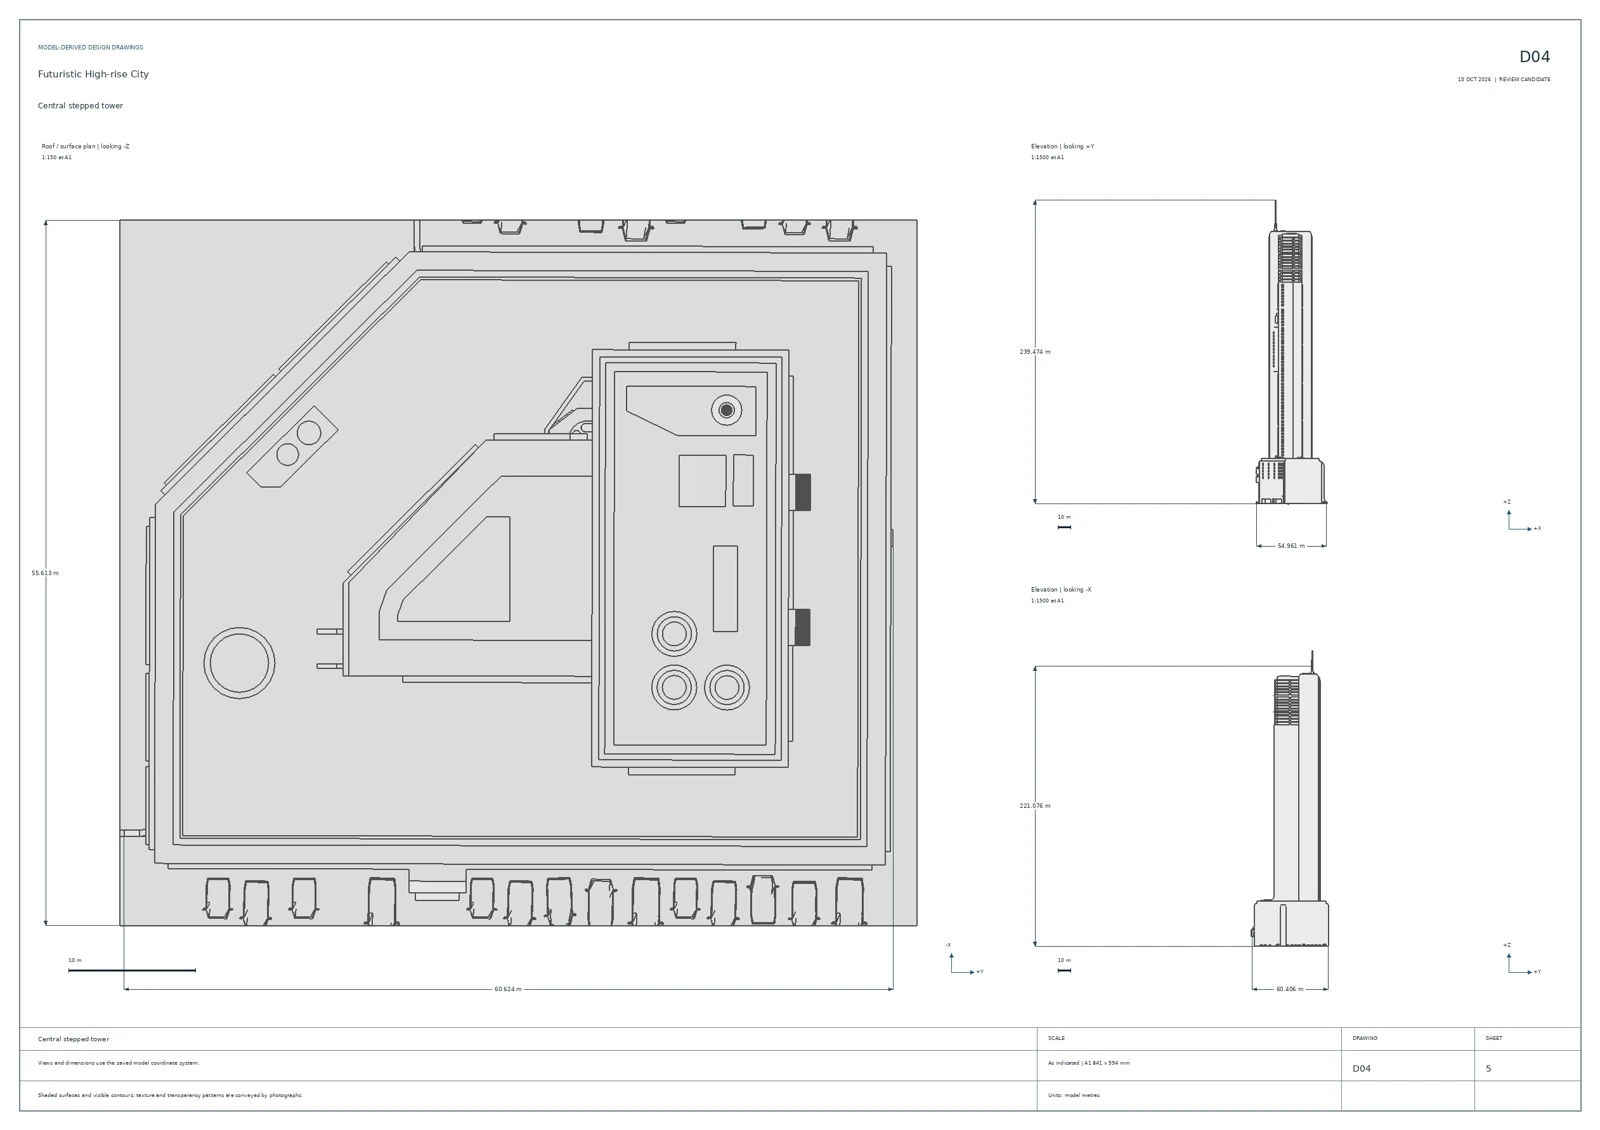 MODEL-DERIVED DESIGN DRAWINGS
Futuristic High-rise City
Central stepped tower
D04
15 OCT 2026 | REVIEW CANDIDATE
Roof / surface plan | looking -Z
1:150 at A1
55.613 m
10 m
60.624 m
-X
+Y
Elevation | looking +Y
1:1500 at A1
239.474 m
10 m
54.961 m
+Z
+X
Elevation | looking -X
1:1500 at A1
221.076 m
10 m
60.406 m
+Z
+Y
Central stepped tower
Views and dimensions use the saved model coordinate system.
Shaded surfaces and visible contours; texture and transparency patterns are conveyed by photographs.
SCALE
As indicated | A1 841 x 594 mm
Units: model metres
DRAWING
D04
SHEET
5